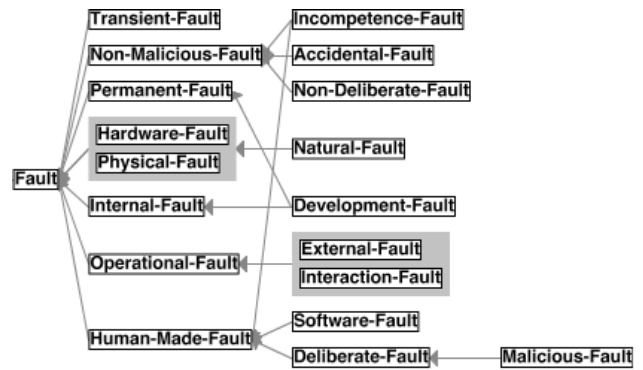 Transient-Fault
Incompetence-Fault
Non-Malicious-Fault
Accidental-Fault
Permanent-Fault
Non-Deliberate-Fault
Hardware-Fault
Physical-Fault
Natural-Fault
Fault
Internal-Fault
Development-Fault
Operational-Fault
External-Fault
Interaction-Fault
Human-Made-Fault
Software-Fault
Deliberate-Fault
Malicious-Fault